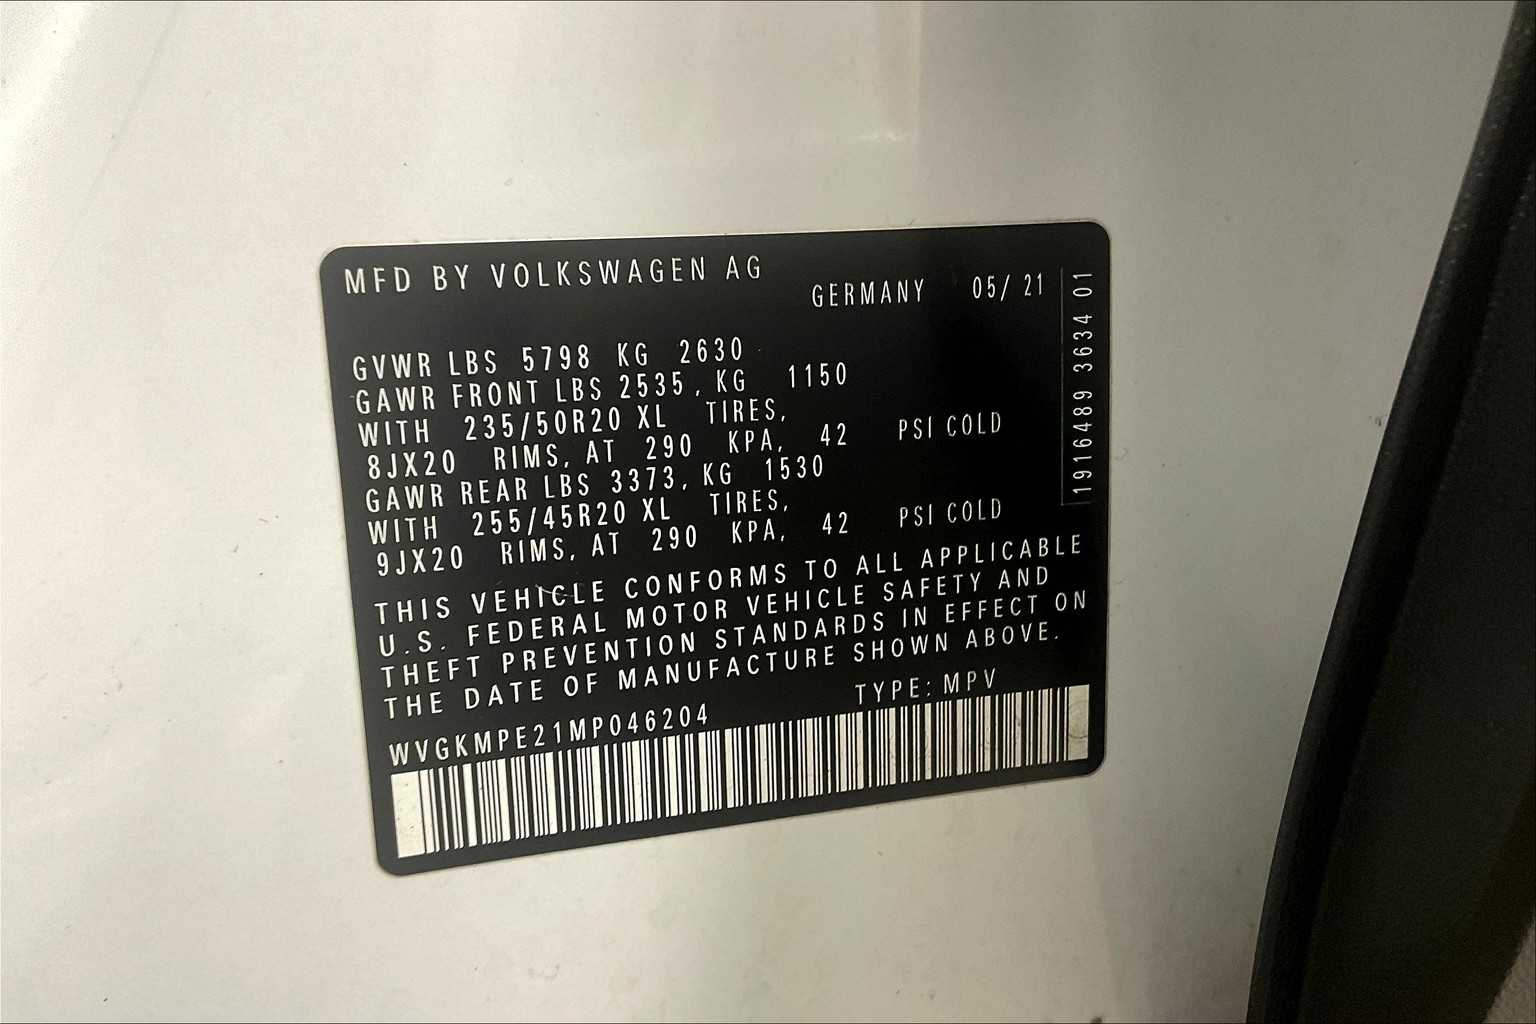 MFD BY VOLKSWAGEN AG
GERMANY 05/ 21
GVWR LBS 5798 KG 2630
GAWR FRONT LBS 2535, KG 1150
WITH 235/50R20 XL TIRES,
8JX20 RIMS, AT 290 KPA, 42 PSI COLD
GAWR REAR LBS 3373, KG 1530
WITH 255/45R20 XL TIRES,
9JX20 RIMS, AT 290 KPA, 42 PSI COLD
THIS VEHICLE CONFORMS TO ALL APPLICABLE
U.S. FEDERAL MOTOR VEHICLE SAFETY AND
THEFT PREVENTION STANDARDS IN EFFECT ON
THE DATE OF MANUFACTURE SHOWN ABOVE.
TYPE: MPV
WVGKMPE21MP046204
1916489 3634 01